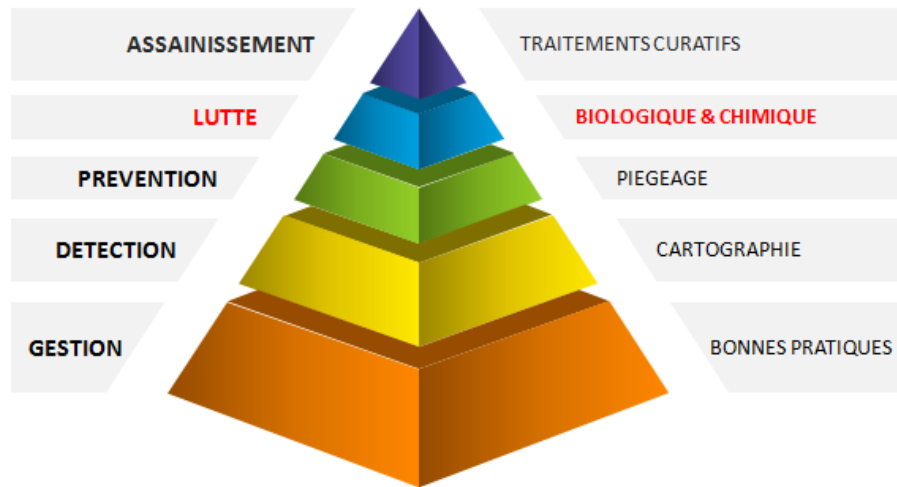 ASSAINISSEMENT TRAITEMENTS CURATIFS
LUTTE BIOLOGIQUE & CHIMIQUE
PREVENTION PIEGEAGE
DETECTION CARTOGRAPHIE
GESTION BONNES PRATIQUES